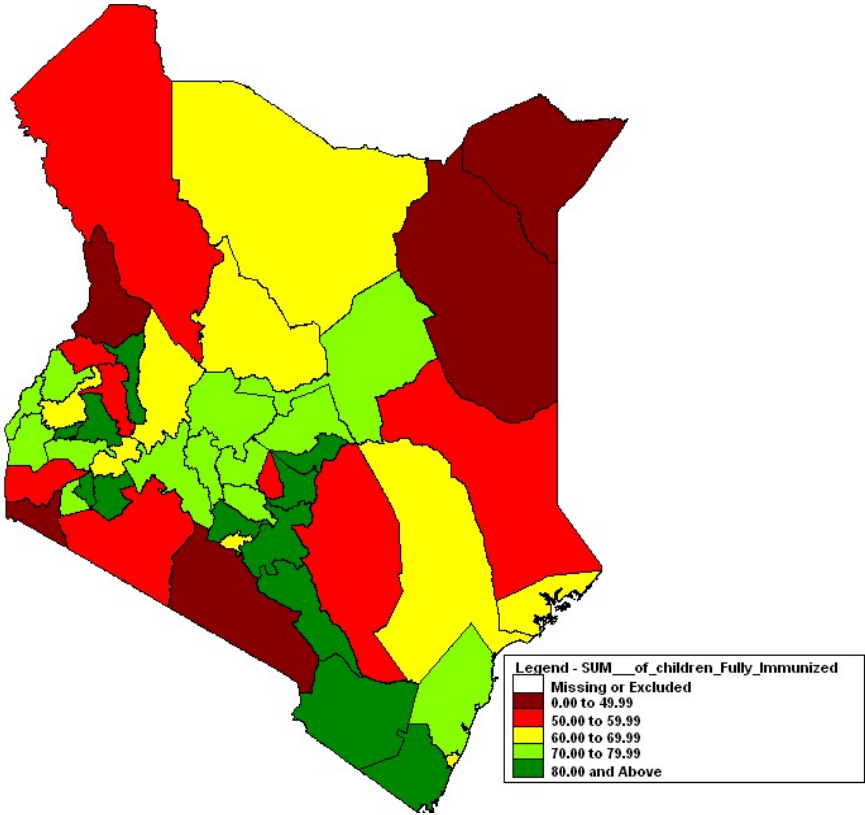 Legend - SUM___of_children_Fully_Immunized
Missing or Excluded
0.00 to 49.99
50.00 to 59.99
60.00 to 69.99
70.00 to 79.99
80.00 and Above